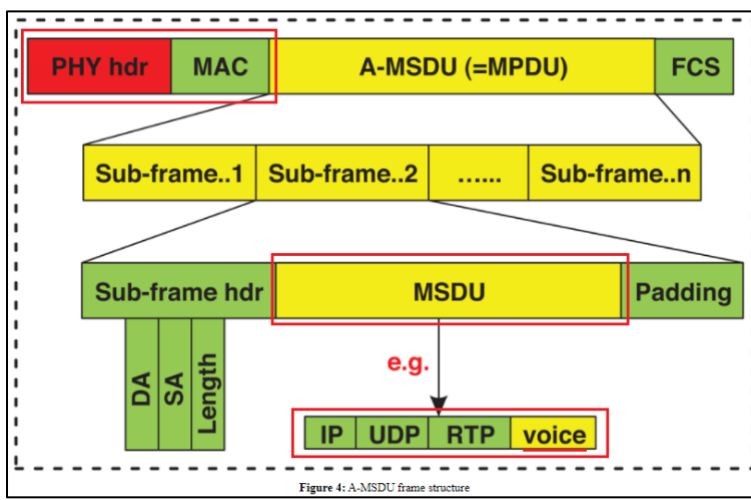 PHY hdr MAC A-MSDU (=MPDU) FCS
Sub-frame..1 Sub-frame..2 ...... Sub-frame..n
Sub-frame hdr MSDU Padding
DA SA Length
e.g.
IP UDP RTP voice
Figure 4: A-MSDU frame structure